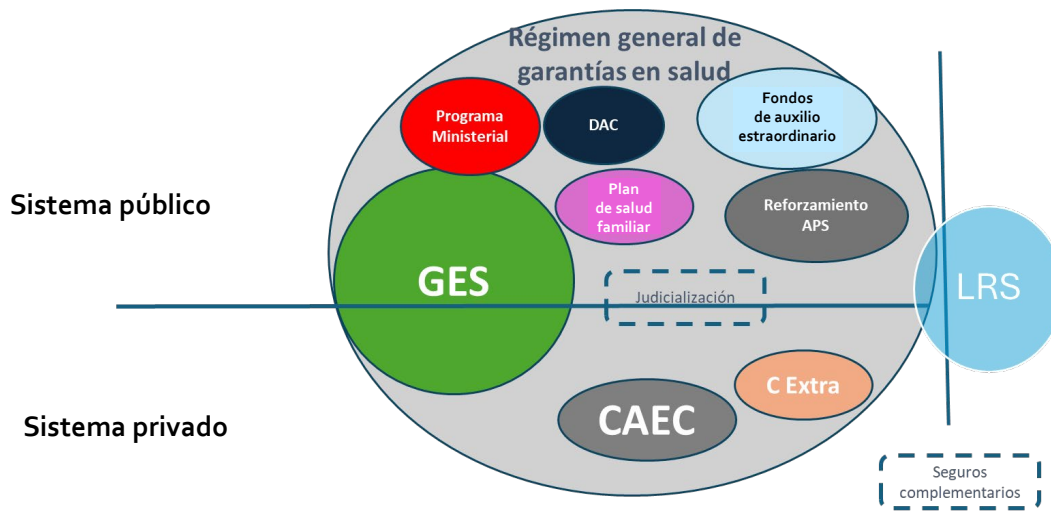 Régimen general de
garantías en salud
Programa
Ministerial
DAC
Fondos
de auxilio
estraordinario
Sistema público
Plan
de salud
familiar
Reforzamiento
APS
GES
Judicialización
LRS
Sistema privado
CAEC
C Extra
Seguros
complementarios